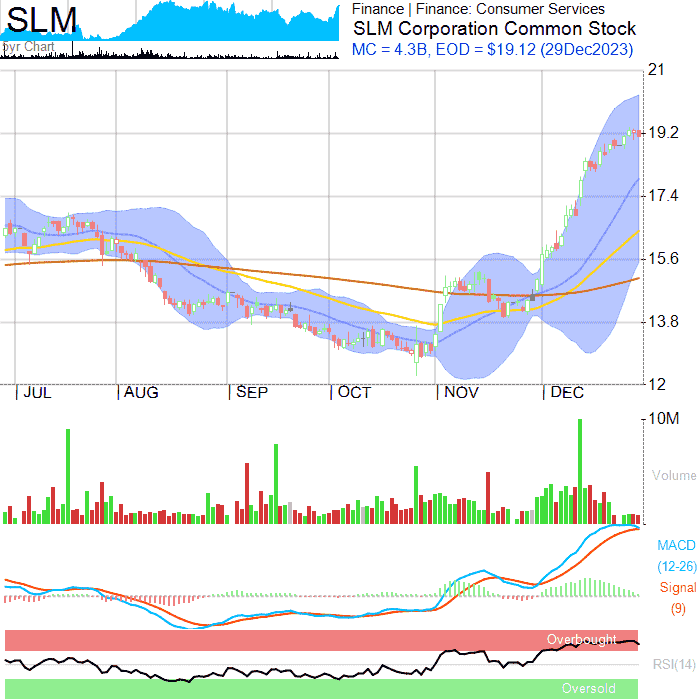 SLM
5yr Chart
Finance | Finance: Consumer Services
SLM Corporation Common Stock
MC = 4.3B, EOD = $19.12 (29Dec2023)
21
19.2
17.4
15.6
13.8
12
JUL AUG SEP OCT NOV DEC
10M
Volume
MACD
(12-26)
Signal
(9)
Overbought
RSI(14)
Oversold